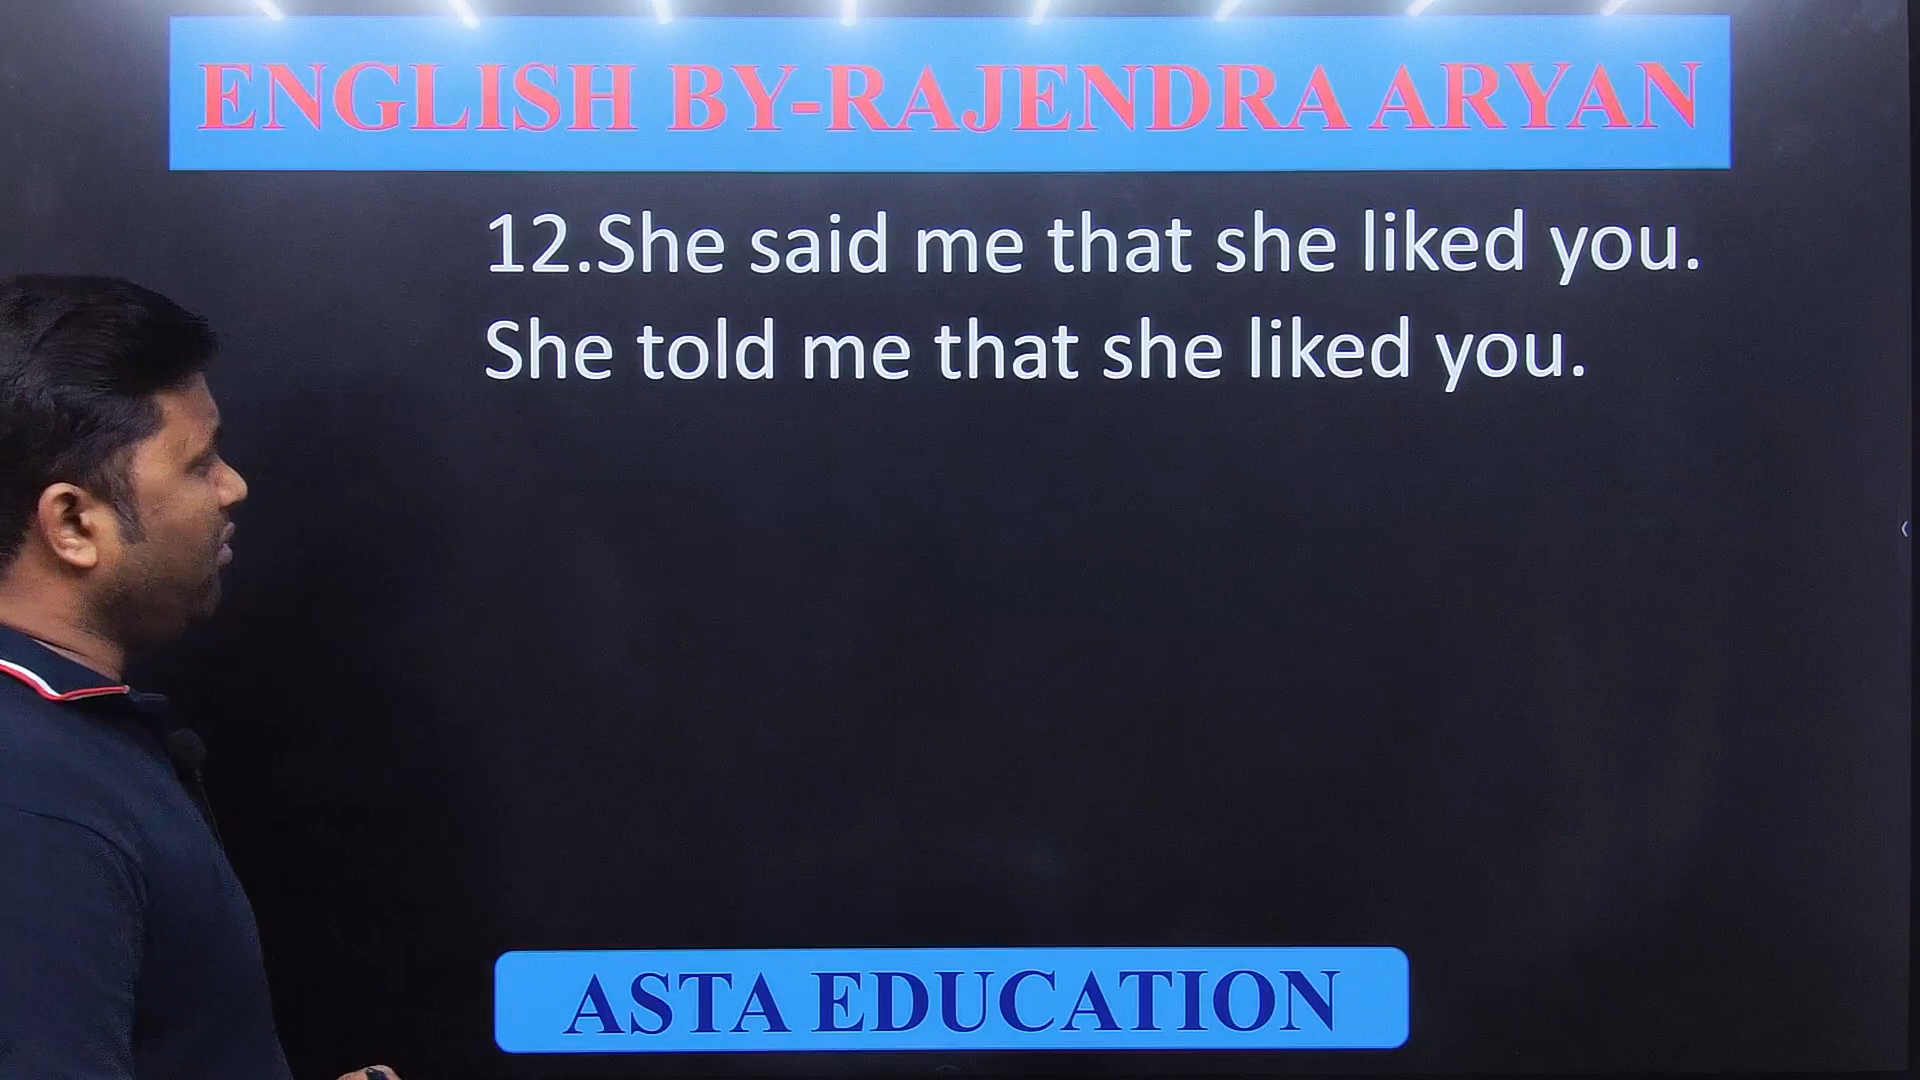 ENGLISH BY-RAJENDRA ARYAN
12.She said me that she liked you.
She told me that she liked you.
ASTA EDUCATION